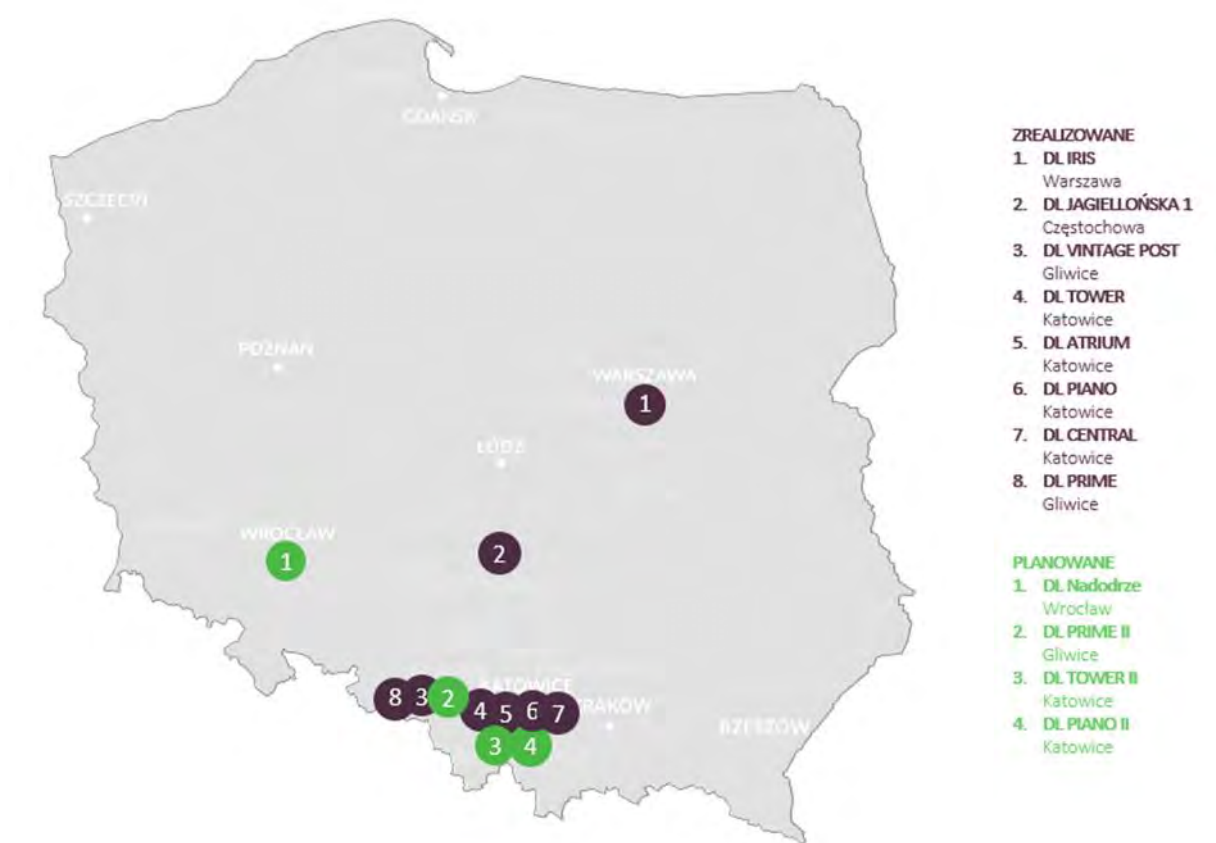 GDAŃSK
SZCZECIN
POZNAŃ
WARSZAWA
1
ŁÓDŹ
WROCŁAW
1
2
KATOWICE
8
3
2
4
5
6
7
KRAKÓW
RZESZÓW
3
4
ZREALIZOWANE
1. DL IRIS
Warszawa
2. DL JAGIELLOŃSKA 1
Częstochowa
3. DL VINTAGE POST
Gliwice
4. DL TOWER
Katowice
5. DL ATRIUM
Katowice
6. DL PIANO
Katowice
7. DL CENTRAL
Katowice
8. DL PRIME
Gliwice
PLANOWANE
1. DL Nadodrze
Wrocław
2. DL PRIME II
Gliwice
3. DL TOWER II
Katowice
4. DL PIANO II
Katowice